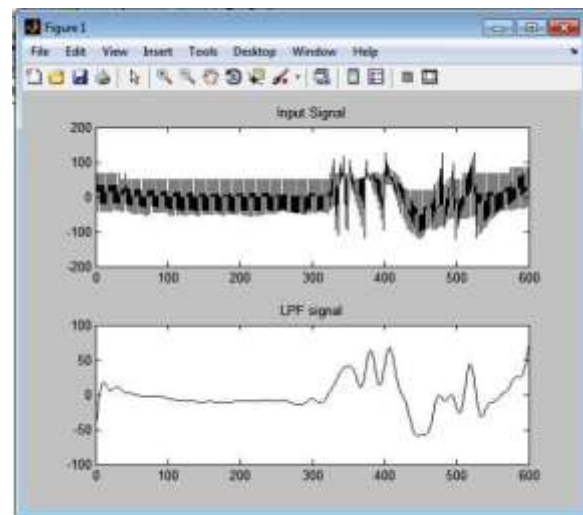 Figure 1
File Edit View Insert Tools Desktop Window Help
Input Signal
200
100
0
-100
-200
0 100 200 300 400 500 600
LPF signal
100
50
0
-50
-100
0 100 200 300 400 500 600